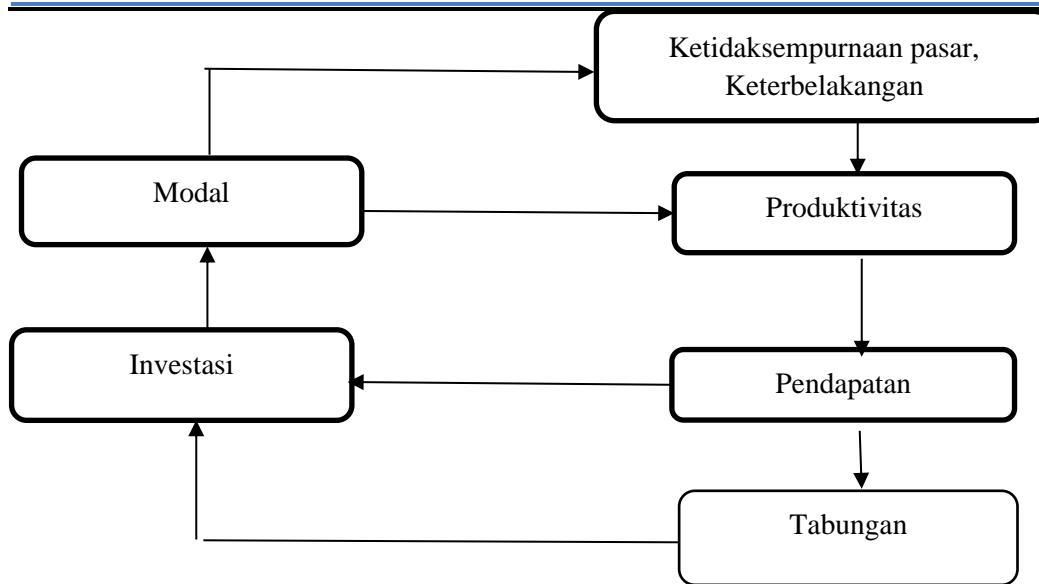 Ketidaksempurnaan pasar,
Keterbelakangan
Modal
Produktivitas
Investasi
Pendapatan
Tabungan